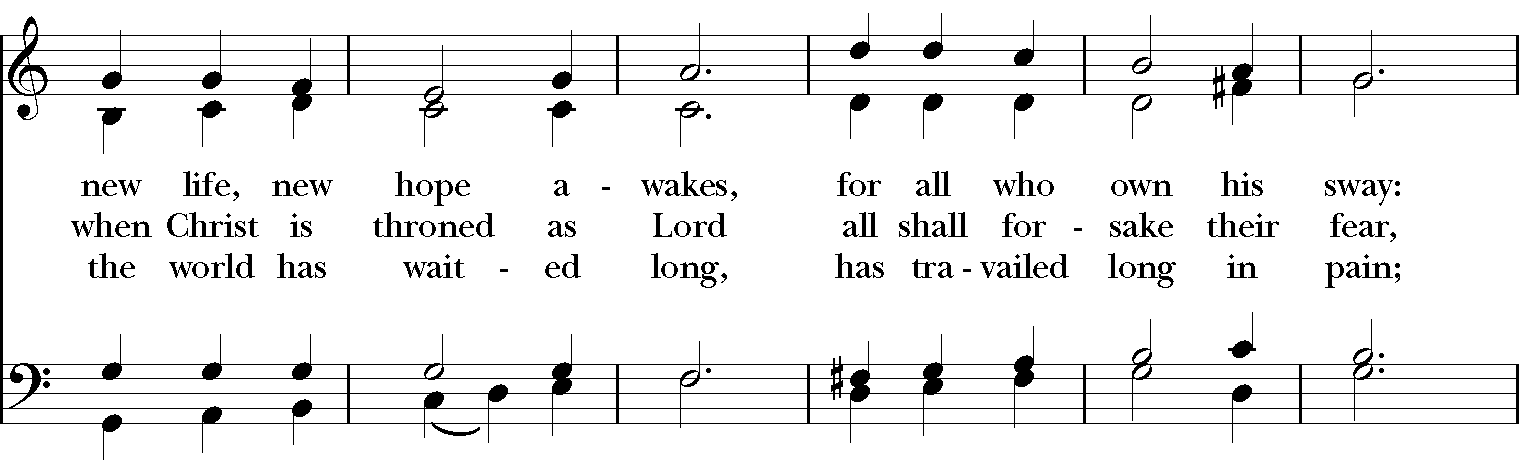 new life, new hope a - wakes, for all who own his sway:
when Christ is throned as Lord all shall for - sake their fear,
the world has wait - ed long, has tra - vailed long in pain;